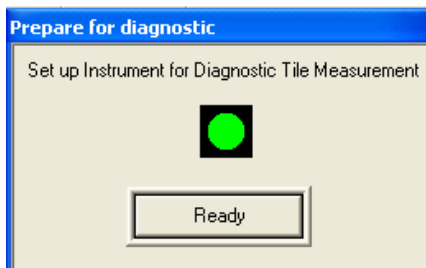 Prepare for diagnostic
Set up Instrument for Diagnostic Tile Measurement
Ready